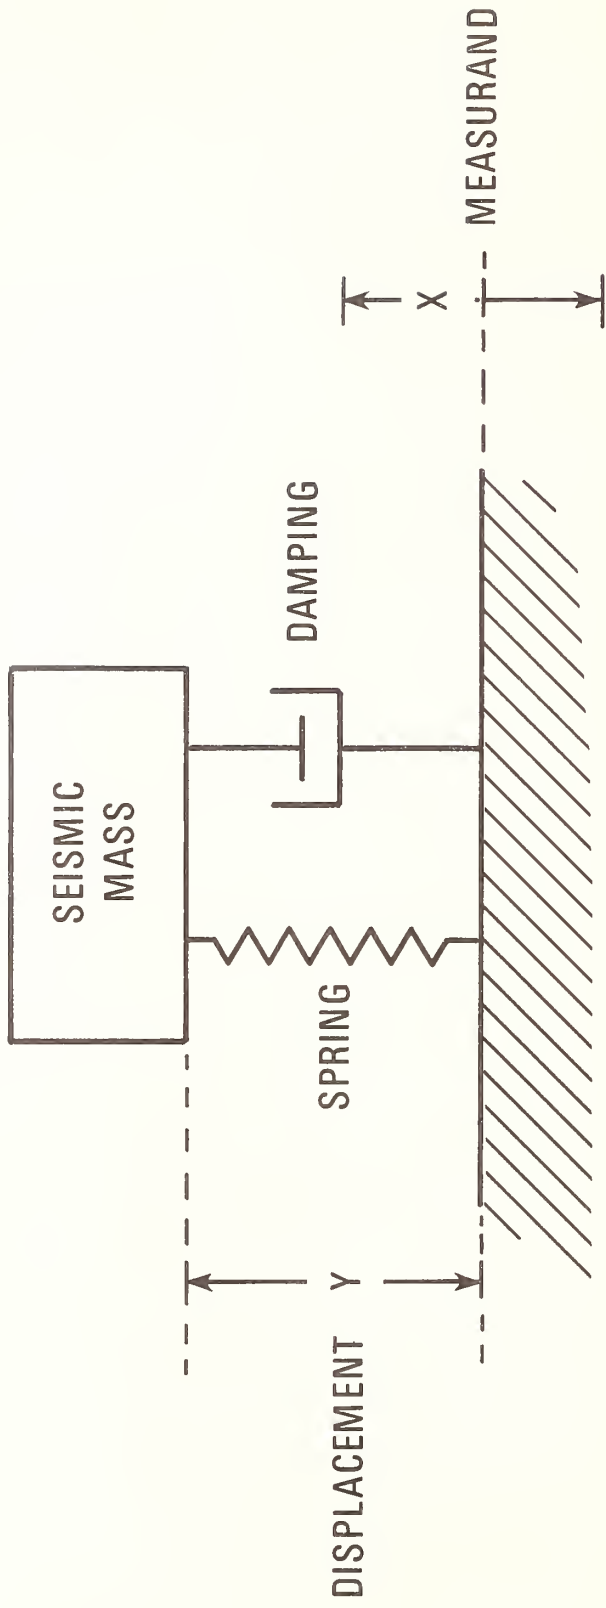 SEISMIC
MASS
DAMPING
SPRING
DISPLACEMENT
Y
X
MEASURAND